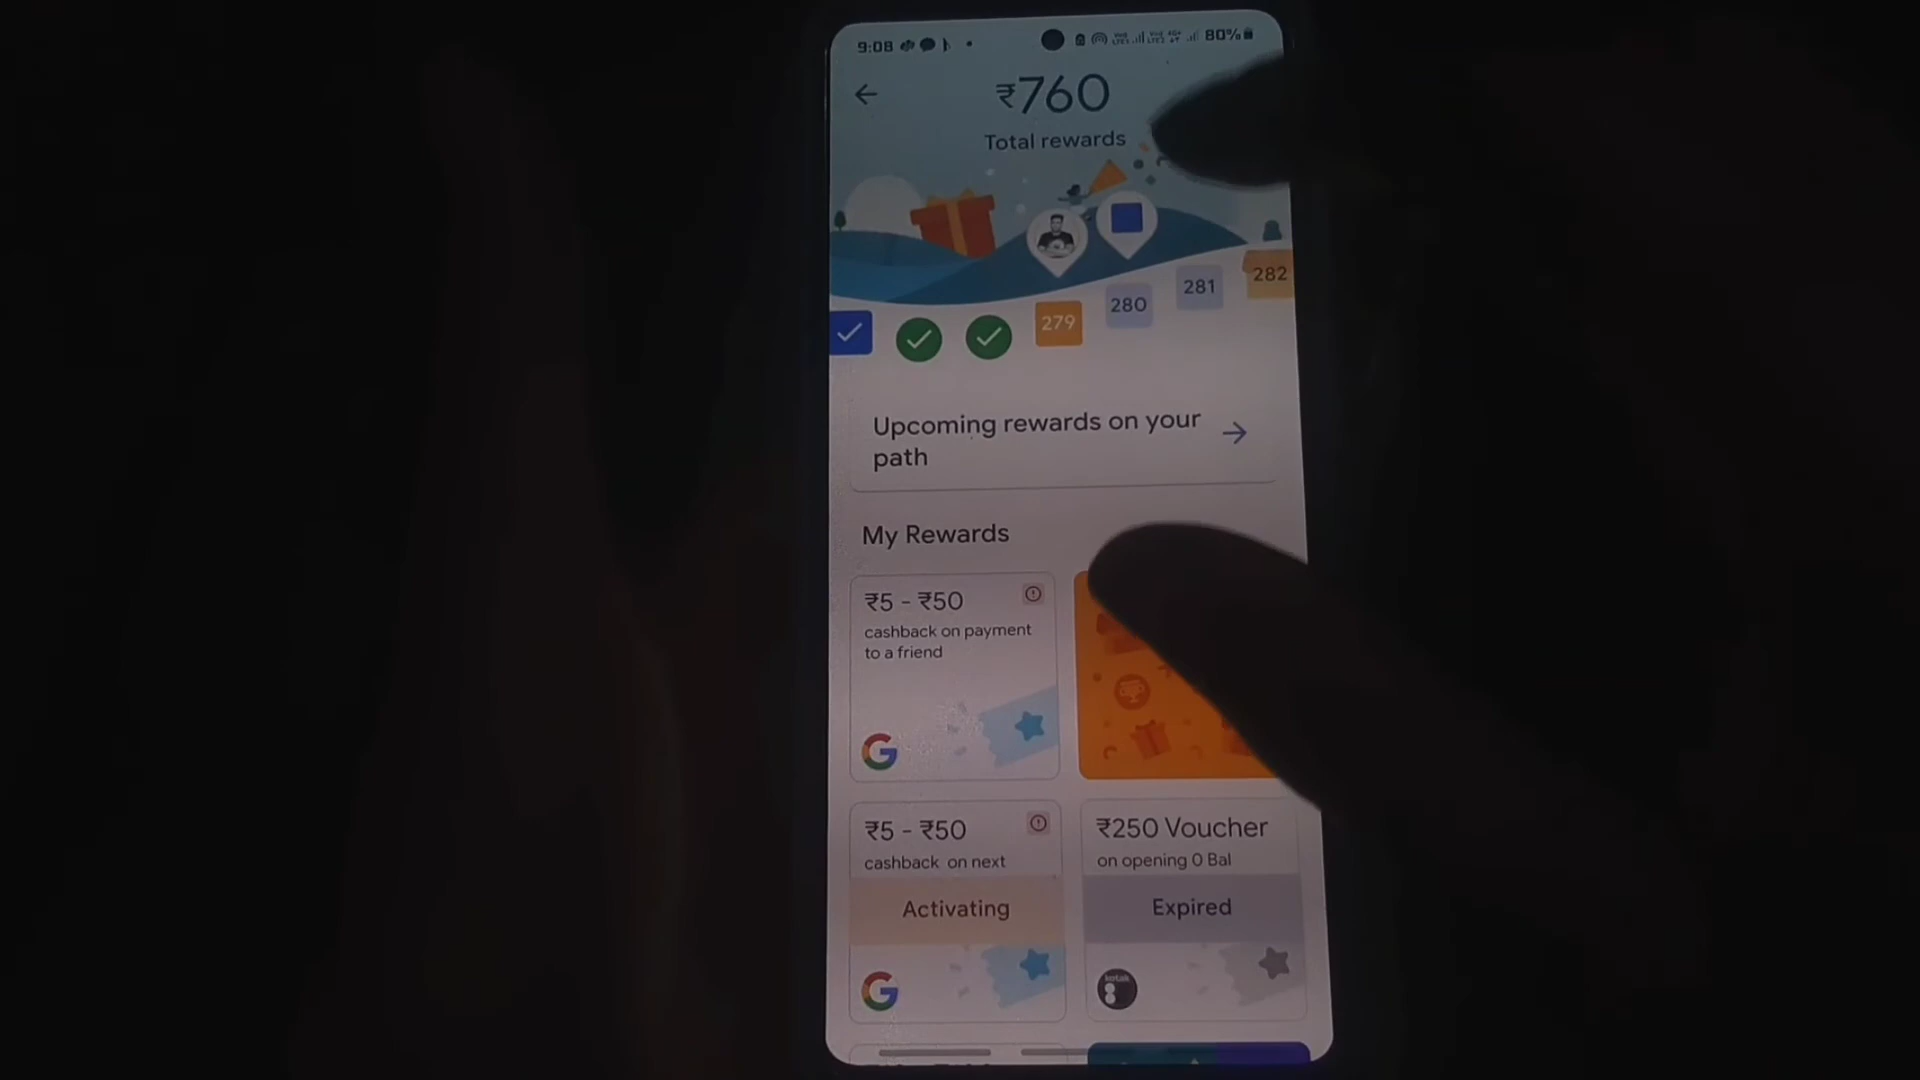 9:08
80%
₹760
Total rewards
279
280
281
282
Upcoming rewards on your
path
My Rewards
₹5 - ₹50
cashback on payment
to a friend
₹5 - ₹50
cashback on next
Activating
₹250 Voucher
on opening 0 Bal
Expired
kotak